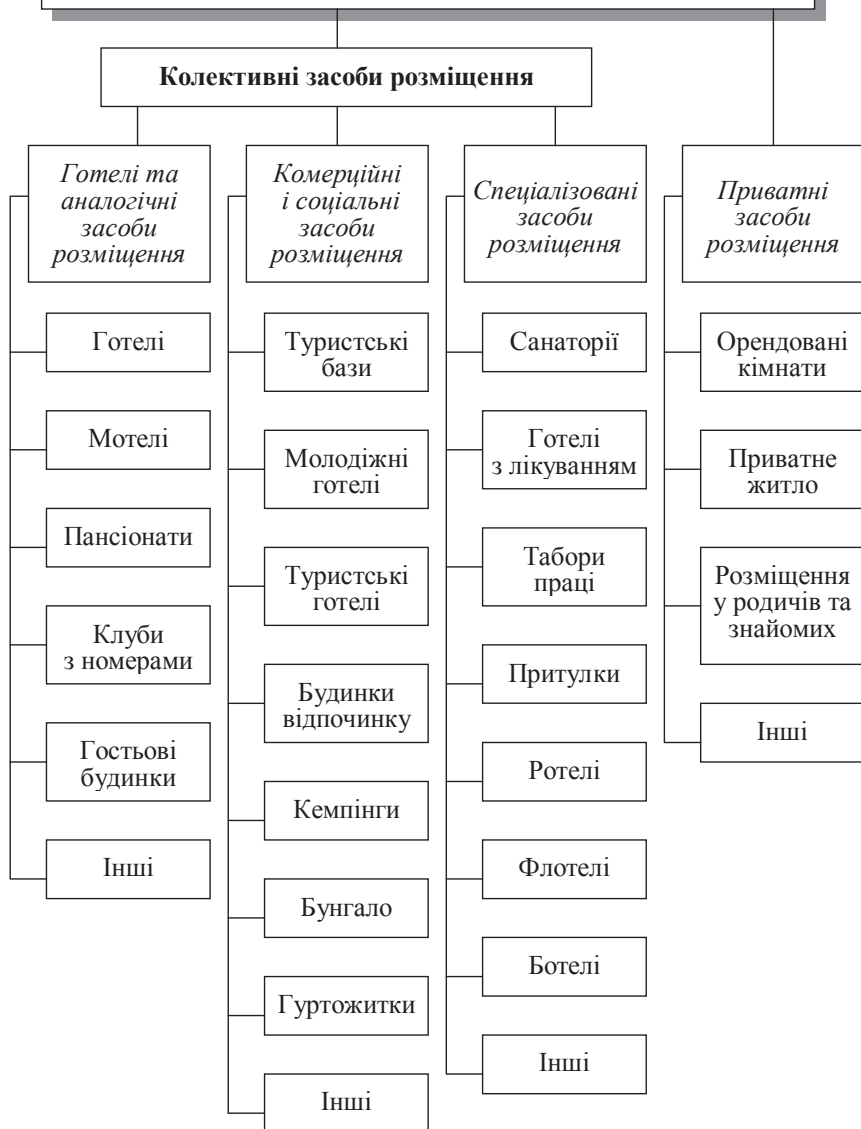 Колективні засоби розміщення
Готелі та
аналогічні
засоби
розміщення
Готелі
Мотелі
Пансіонати
Клуби
з номерами
Гостьові
будинки
Інші
Комерційні
і соціальні
засоби
розміщення
Туристські
бази
Молодіжні
готелі
Туристські
готелі
Будинки
відпочинку
Кемпінги
Бунгало
Гуртожитки
Інші
Спеціалізовані
засоби
розміщення
Санаторії
Готелі
з лікуванням
Табори
праці
Притулки
Ротелі
Флотелі
Ботелі
Інші
Приватні
засоби
розміщення
Орендовані
кімнати
Приватне
житло
Розміщення
у родичів та
знайомих
Інші